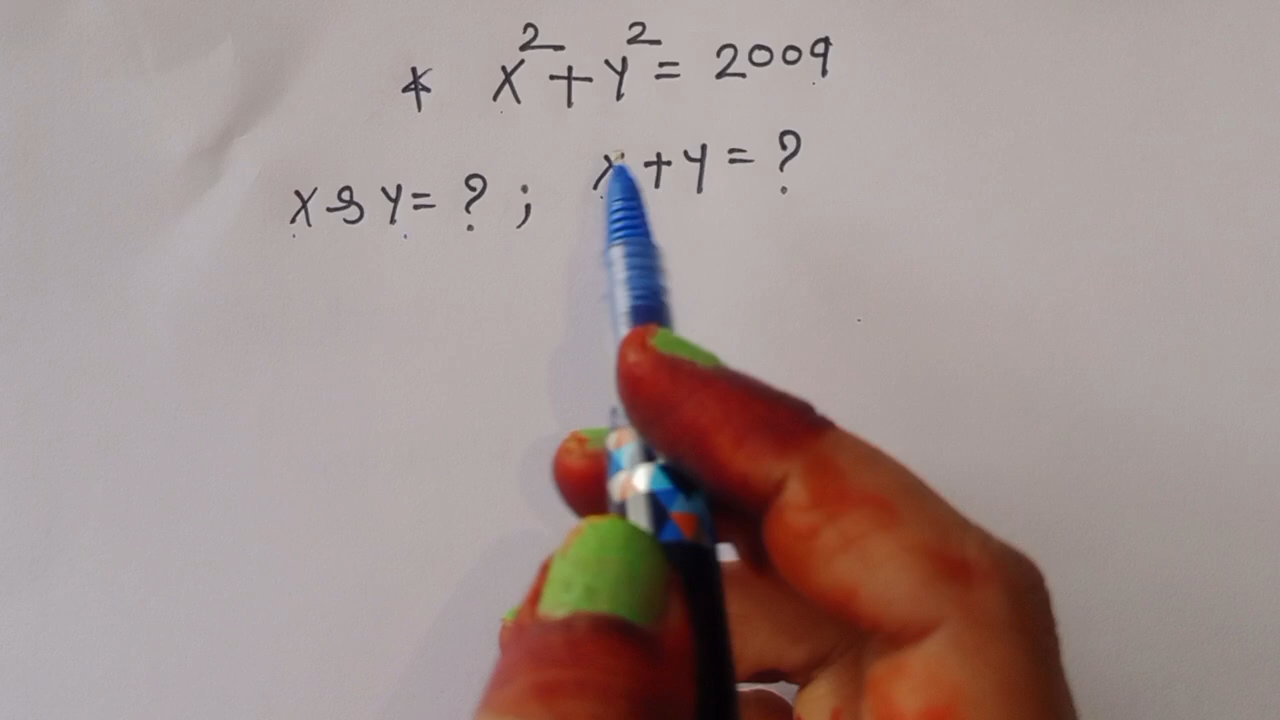 * x²+y²= 2009
x+y= ?
x ও y= ? ;